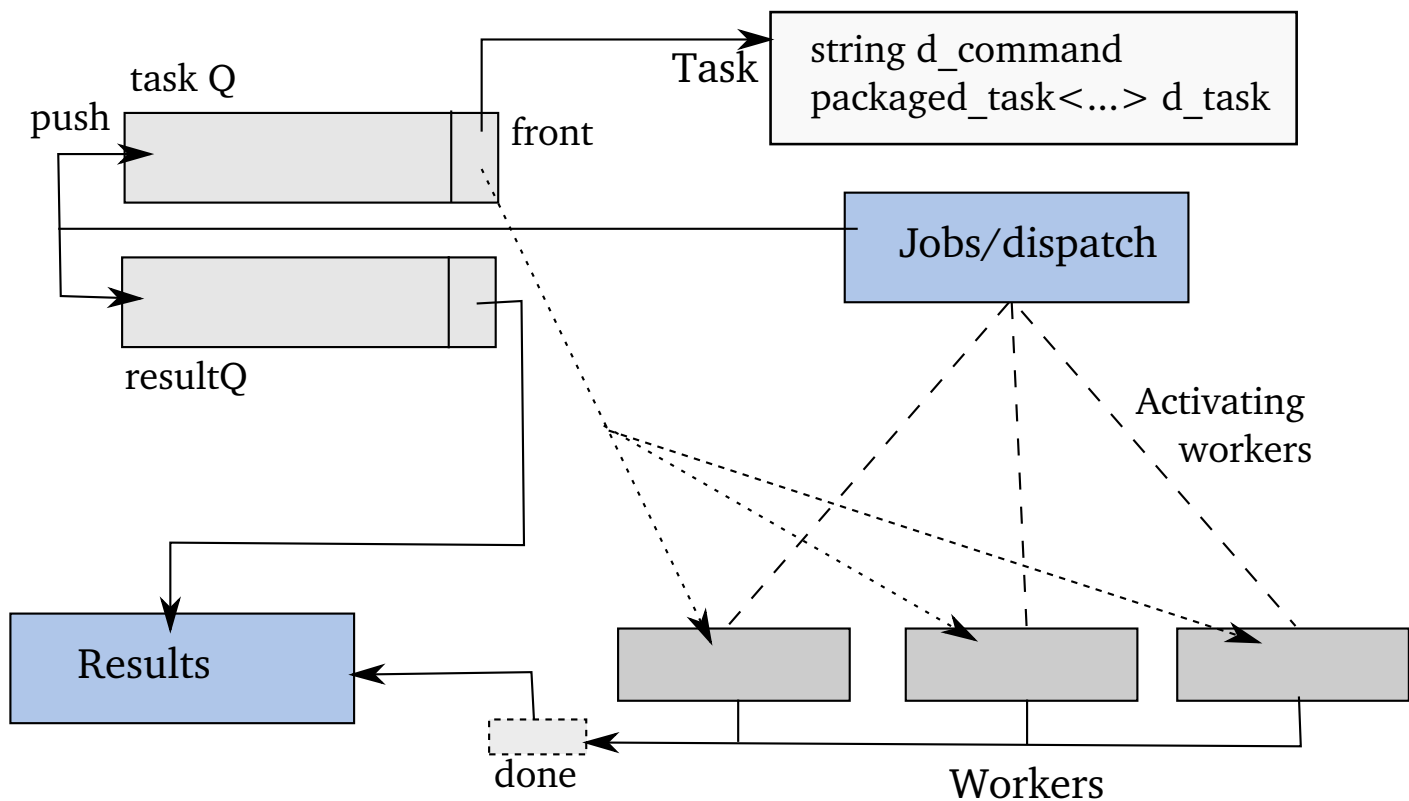 task Q
push
front
Task
string d_command
packaged_task<...> d_task
Jobs/dispatch
resultQ
Activating
workers
Results
done
Workers